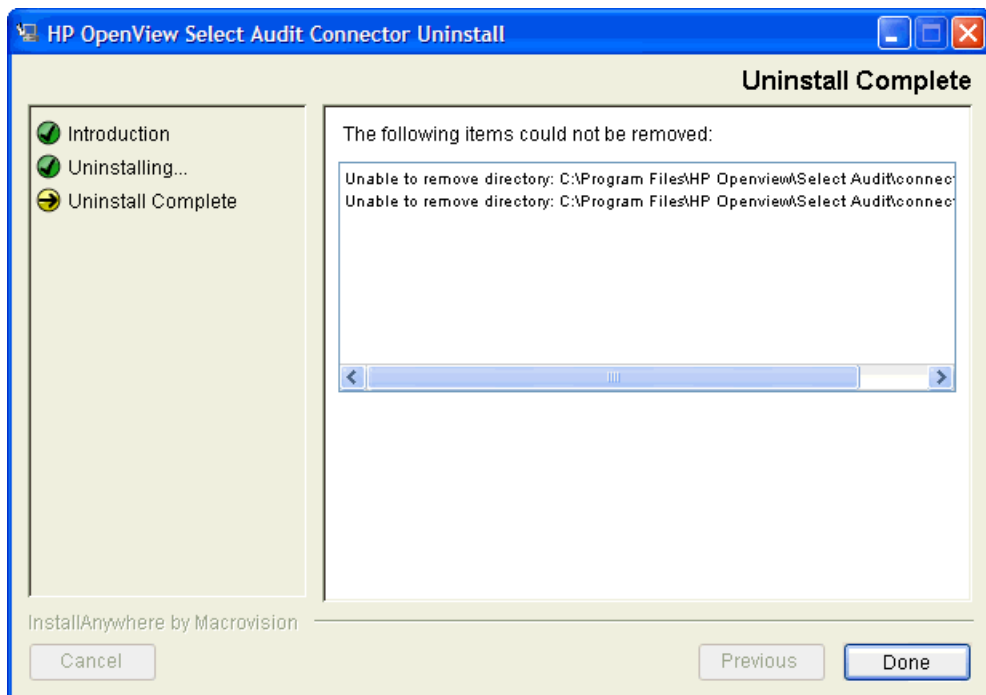 HP OpenView Select Audit Connector Uninstall
Uninstall Complete
Introduction
Uninstalling...
Uninstall Complete
The following items could not be removed:
Unable to remove directory: C:\Program Files\HP Openview\Select Audit\connec
Unable to remove directory: C:\Program Files\HP Openview\Select Audit\connec
InstallAnywhere by Macrovision
Cancel
Previous
Done